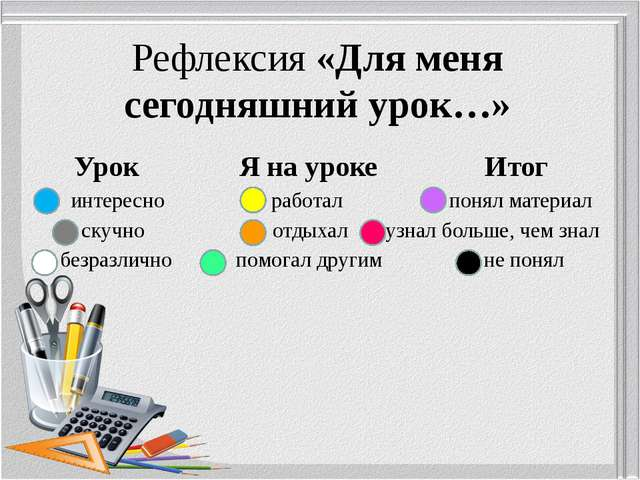 Рефлексия «Для меня
сегодняшний урок…»
Урок Я на уроке Итог
интересно работал понял материал
скучно отдыхал узнал больше, чем знал
безразлично помогал другим не понял